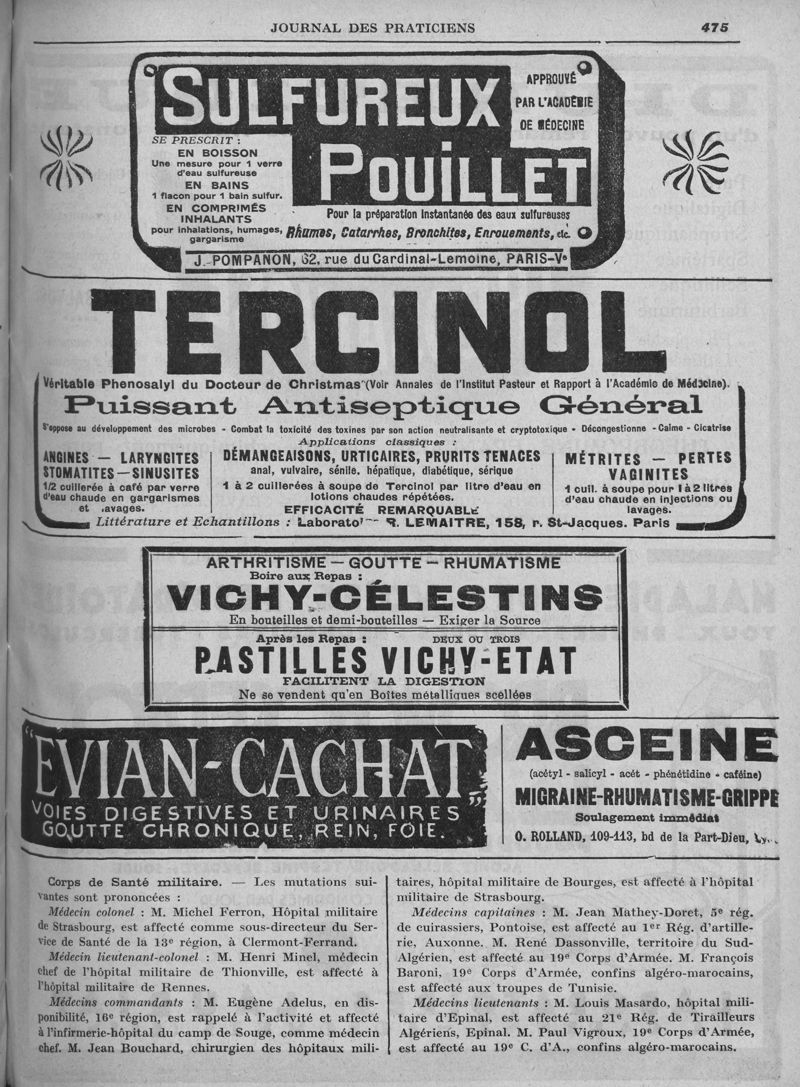 JOURNAL DES PRATICIENS 475
SULFUREUX
POUILLET
APPROUVÉ
PAR L'ACADÉMIE
DE MÉDECINE
SE PRESCRIT :
EN BOISSON
Une mesure pour 1 verre
d'eau sulfureuse
EN BAINS
1 flacon pour 1 bain sulfur.
EN COMPRIMÉS
INHALANTS
pour inhalations, humages,
gargarisme
Pour la préparation instantanée des eaux sulfureuses
Rhumes, Catarrhes, Bronchites, Enrouements, etc.
J. POMPANON, 62, rue du Cardinal-Lemoine, PARIS-Ve
TERCINOL
Véritable Phenosalyl du Docteur de Christmas (Voir Annales de l'Institut Pasteur et Rapport à l'Académie de Médecine).
Puissant Antiseptique Général
S'oppose au développement des microbes - Combat la toxicité des toxines par son action neutralisante et cryptotoxique - Décongestionne - Calme - Cicatrise
Applications classiques :
ANGINES — LARYNGITES
STOMATITES — SINUSITES
1/2 cuillerée à café par verre
d'eau chaude en gargarismes
et lavages.
DÉMANGEAISONS, URTICAIRES, PRURITS TENACES
anal, vulvaire, sénile, hépatique, diabétique, sérique
1 à 2 cuillerées à soupe de Tercinol par litre d'eau en
lotions chaudes répétées.
EFFICACITÉ REMARQUABLE
MÉTRITES — PERTES
VAGINITES
1 cuil. à soupe pour 1 à 2 litres
d'eau chaude en injections ou
lavages.
Littérature et Echantillons : Laborato R. LEMAITRE, 158, r. St-Jacques. Paris
ARTHRITISME — GOUTTE — RHUMATISME
Boire aux Repas :
VICHY-CÉLESTINS
En bouteilles et demi-bouteilles — Exiger la Source
Après les Repas : DEUX OU TROIS
PASTILLES VICHY-ETAT
FACILITENT LA DIGESTION
Ne se vendent qu'en Boîtes métalliques scellées
"EVIAN-CACHAT"
VOIES DIGESTIVES ET URINAIRES
GOUTTE CHRONIQUE, REIN, FOIE.
ASCEINE
(acétyl - salicyl - acét - phénétidine - caféine)
MIGRAINE-RHUMATISME-GRIPPE
Soulagement immédiat
O. ROLLAND, 109-113, bd de la Part-Dieu,
Corps de Santé militaire. — Les mutations sui-
vantes sont prononcées :
Médecin colonel : M. Michel Ferron, Hôpital militaire
de Strasbourg, est affecté comme sous-directeur du Ser-
vice de Santé de la 13e région, à Clermont-Ferrand.
Médecin lieutenant-colonel : M. Henri Minel, médecin
chef de l'hôpital militaire de Thionville, est affecté à
l'hôpital militaire de Rennes.
Médecins commandants : M. Eugène Adelus, en dis-
ponibilité, 16e région, est rappelé à l'activité et affecté
à l'infirmerie-hôpital du camp de Souge, comme médecin
chef. M. Jean Bouchard, chirurgien des hôpitaux mili-
taires, hôpital militaire de Bourges, est affecté à l'hôpital
militaire de Strasbourg.
Médecins capitaines : M. Jean Mathey-Doret, 5e rég.
de cuirassiers, Pontoise, est affecté au 1er Rég. d'artille-
rie, Auxonne. M. René Dassonville, territoire du Sud-
Algérien, est affecté au 19e Corps d'Armée. M. François
Baroni, 19e Corps d'Armée, confins algéro-marocains,
est affecté aux troupes de Tunisie.
Médecins lieutenants : M. Louis Masardo, hôpital mili-
taire d'Epinal, est affecté au 21e Rég. de Tirailleurs
Algériens, Epinal. M. Paul Vigroux, 19e Corps d'Armée,
est affecté au 19e C. d'A., confins algéro-marocains.